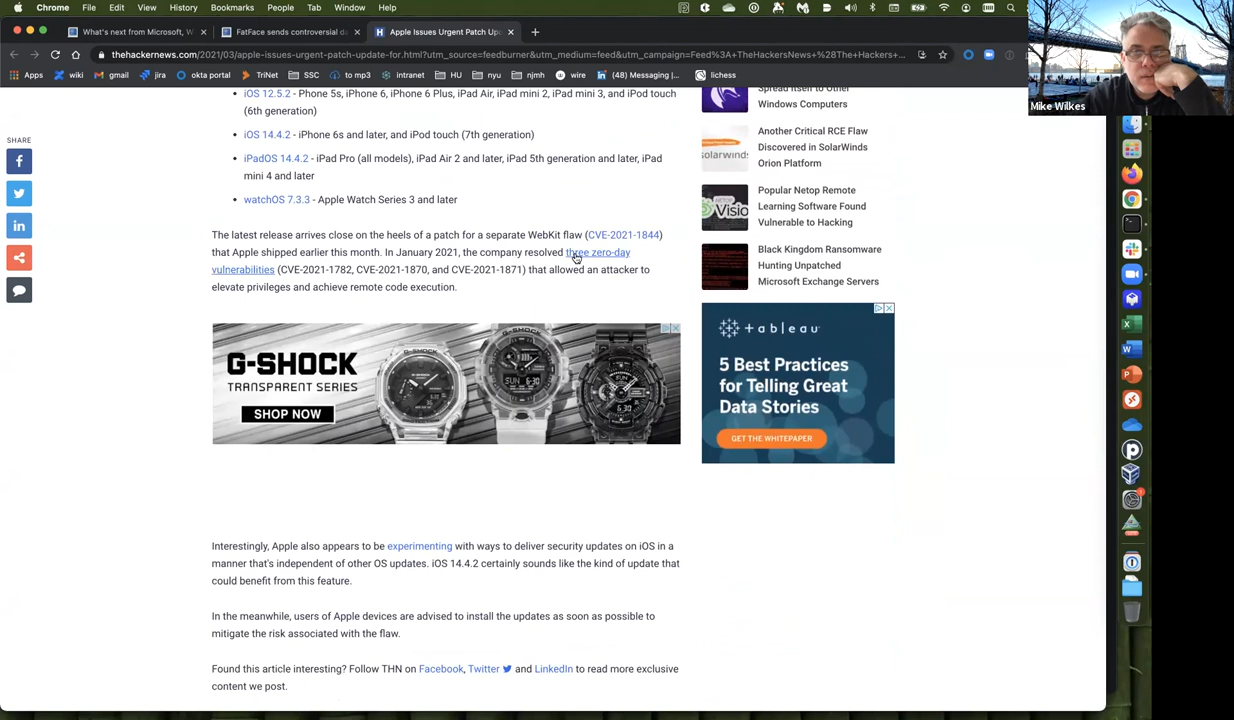 Chrome File Edit View History Bookmarks People Tab Window Help
What's next from Microsoft, W
FatFace sends controversial da
Apple Issues Urgent Patch Upd
thehackernews.com/2021/03/apple-issues-urgent-patch-update-for.html?utm_source=feedburner&utm_medium=feed&utm_campaign=Feed%3A+TheHackersNews+%28The+Hackers+...
Apps wiki gmail jira okta portal TriNet SSC to mp3 intranet HU nyu njmh wire (48) Messaging |... lichess
Mike Wilkes
SHARE
iOS 12.5.2 - Phone 5s, iPhone 6, iPhone 6 Plus, iPad Air, iPad mini 2, iPad mini 3, and iPod touch
(6th generation)
iOS 14.4.2 - iPhone 6s and later, and iPod touch (7th generation)
iPadOS 14.4.2 - iPad Pro (all models), iPad Air 2 and later, iPad 5th generation and later, iPad
mini 4 and later
watchOS 7.3.3 - Apple Watch Series 3 and later
The latest release arrives close on the heels of a patch for a separate WebKit flaw (CVE-2021-1844)
that Apple shipped earlier this month. In January 2021, the company resolved three zero-day
vulnerabilities (CVE-2021-1782, CVE-2021-1870, and CVE-2021-1871) that allowed an attacker to
elevate privileges and achieve remote code execution.
G-SHOCK
TRANSPARENT SERIES
SHOP NOW
Interestingly, Apple also appears to be experimenting with ways to deliver security updates on iOS in a
manner that's independent of other OS updates. iOS 14.4.2 certainly sounds like the kind of update that
could benefit from this feature.
In the meanwhile, users of Apple devices are advised to install the updates as soon as possible to
mitigate the risk associated with the flaw.
Found this article interesting? Follow THN on Facebook, Twitter and LinkedIn to read more exclusive
content we post.
Spread Itself to Other
Windows Computers
solarwinds
Another Critical RCE Flaw
Discovered in SolarWinds
Orion Platform
Popular Netop Remote
Learning Software Found
Vulnerable to Hacking
Black Kingdom Ransomware
Hunting Unpatched
Microsoft Exchange Servers
+ableau
5 Best Practices
for Telling Great
Data Stories
GET THE WHITEPAPER